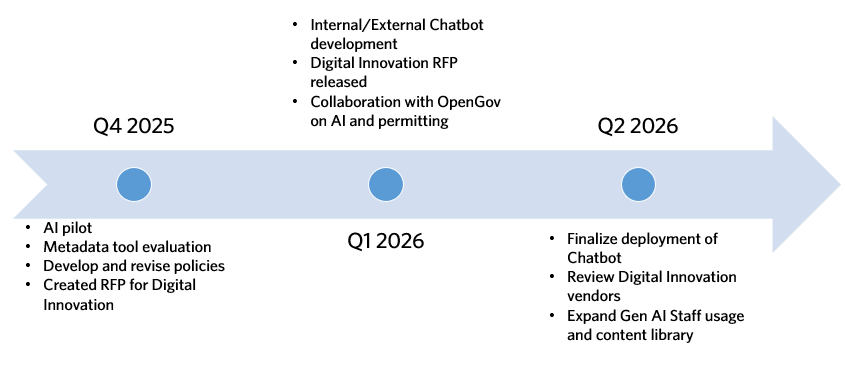 Q4 2025
• AI pilot
• Metadata tool evaluation
• Develop and revise policies
• Created RFP for Digital
Innovation
• Internal/External Chatbot
development
• Digital Innovation RFP
released
• Collaboration with OpenGov
on AI and permitting
Q1 2026
Q2 2026
• Finalize deployment of
Chatbot
• Review Digital Innovation
vendors
• Expand Gen AI Staff usage
and content library